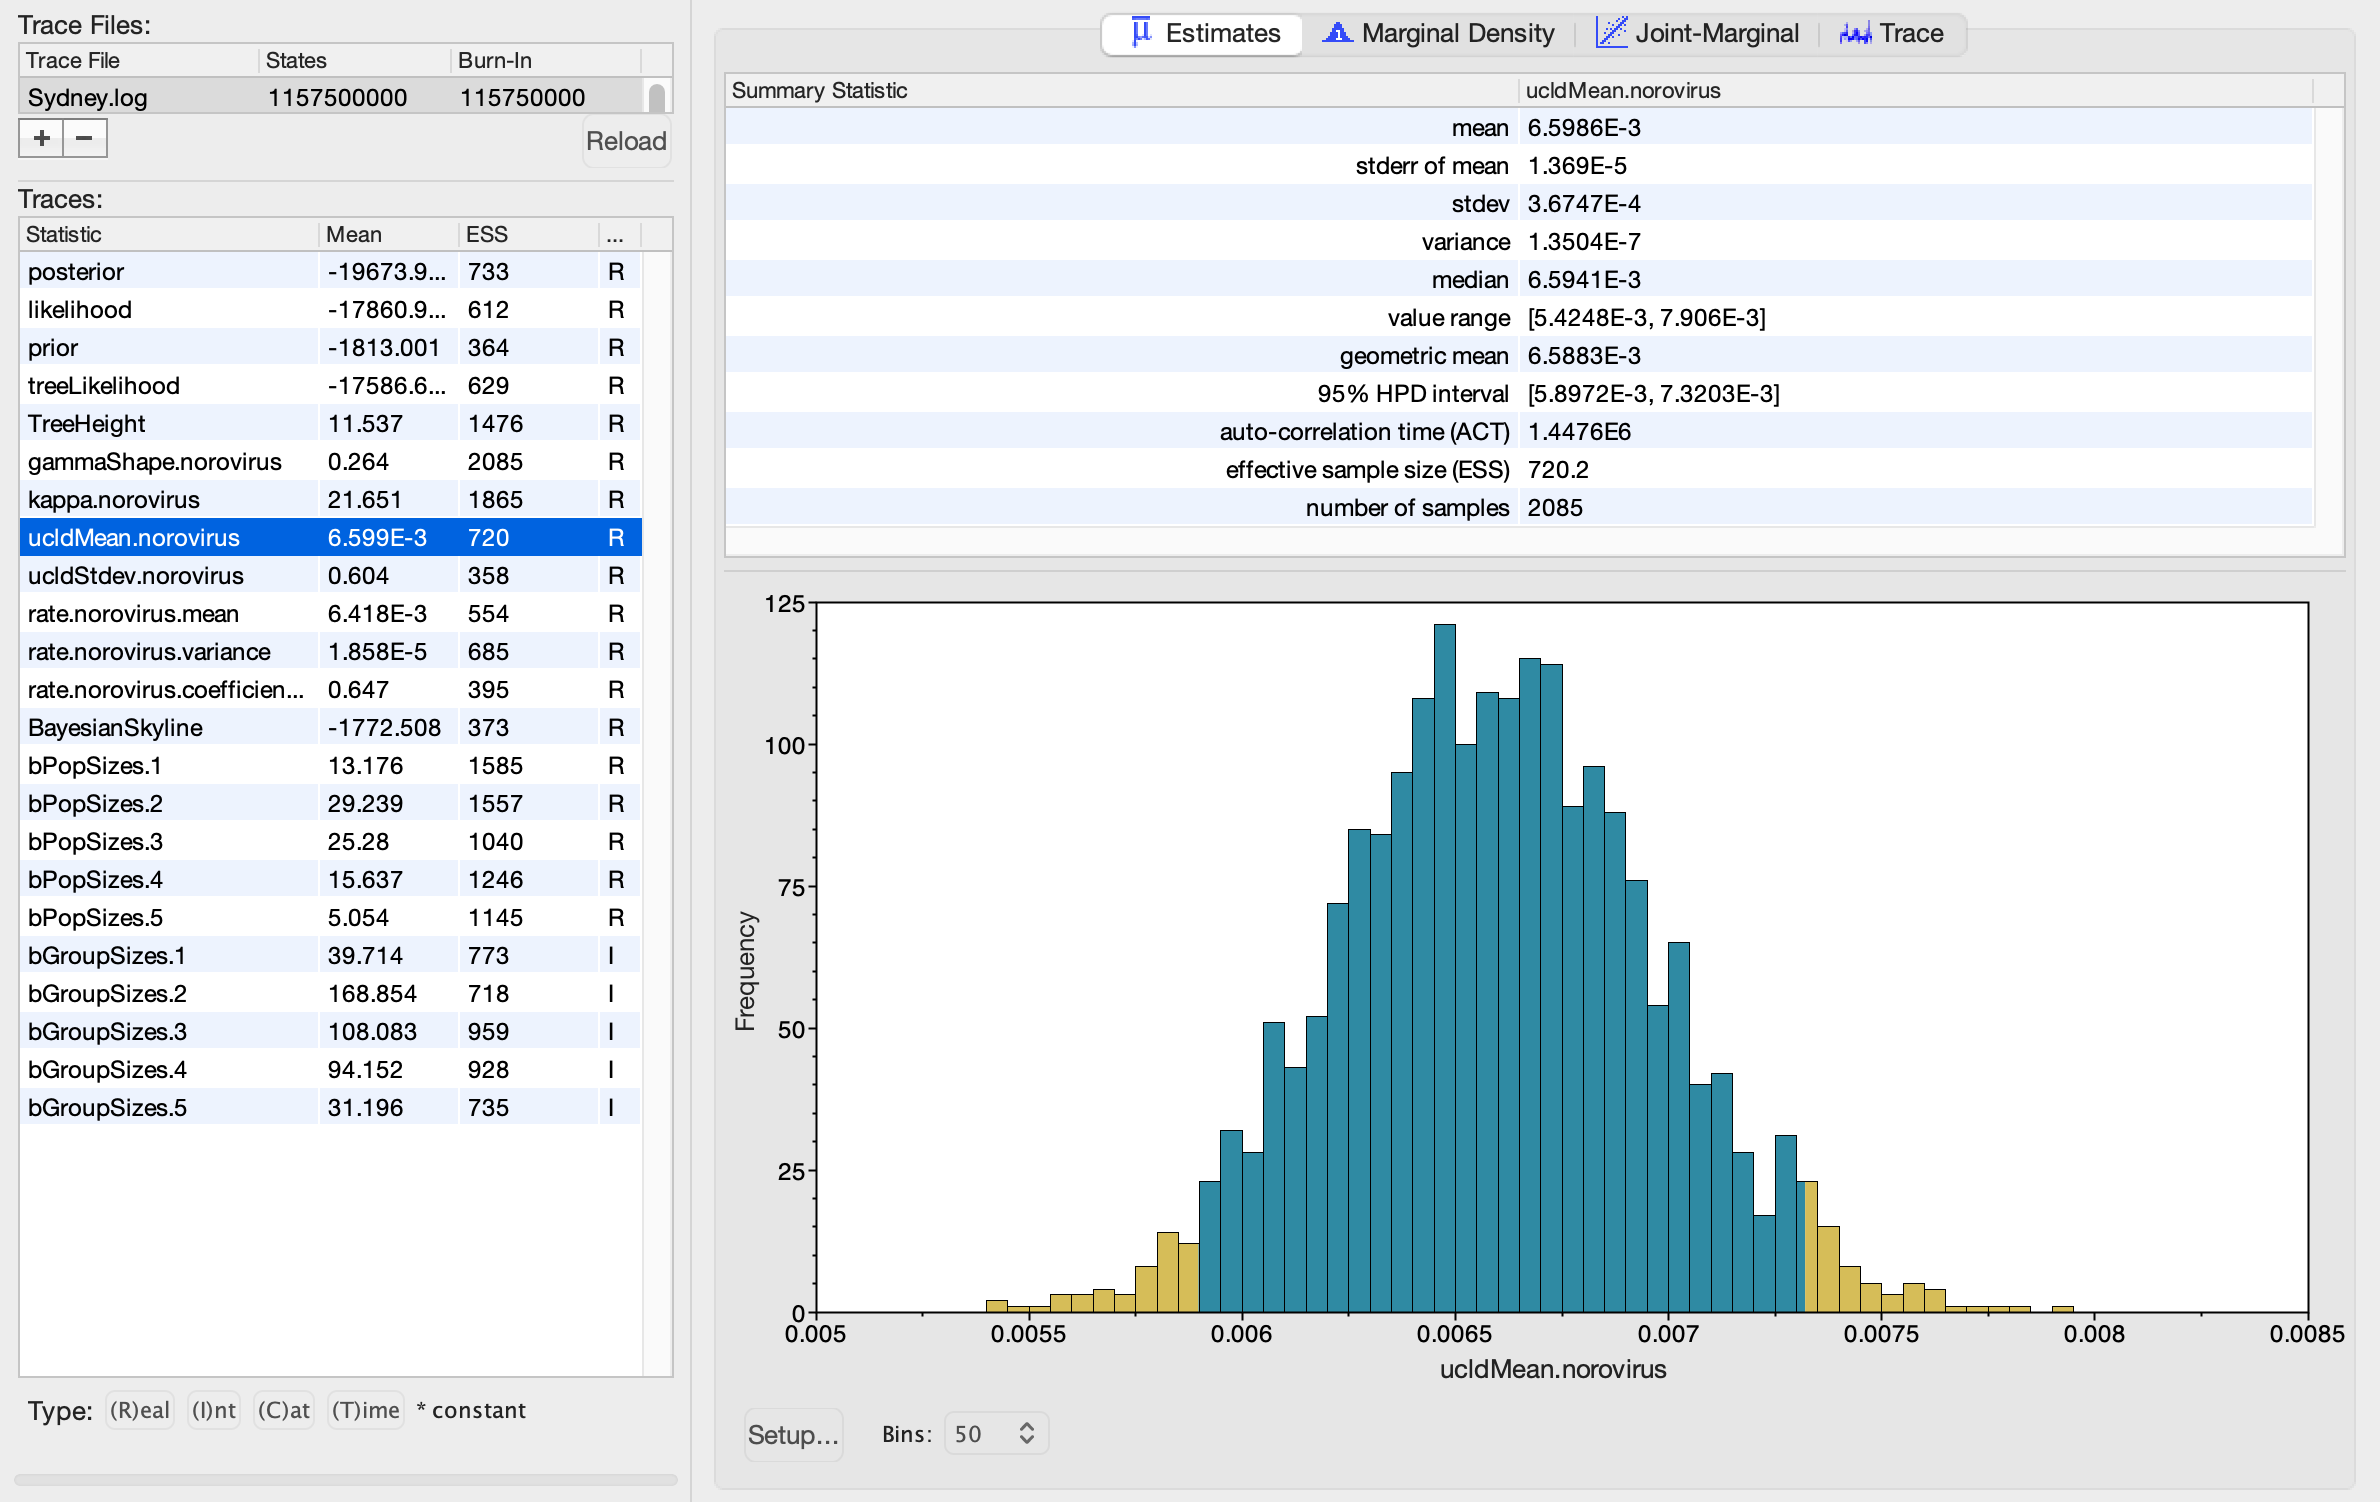 Trace Files:
Trace File States Burn-In
Sydney.log 1157500000 115750000
+ − Reload
Traces:
Statistic Mean ESS ...
posterior -19673.9... 733 R
likelihood -17860.9... 612 R
prior -1813.001 364 R
treeLikelihood -17586.6... 629 R
TreeHeight 11.537 1476 R
gammaShape.norovirus 0.264 2085 R
kappa.norovirus 21.651 1865 R
ucldMean.norovirus 6.599E-3 720 R
ucldStdev.norovirus 0.604 358 R
rate.norovirus.mean 6.418E-3 554 R
rate.norovirus.variance 1.858E-5 685 R
rate.norovirus.coefficien... 0.647 395 R
BayesianSkyline -1772.508 373 R
bPopSizes.1 13.176 1585 R
bPopSizes.2 29.239 1557 R
bPopSizes.3 25.28 1040 R
bPopSizes.4 15.637 1246 R
bPopSizes.5 5.054 1145 R
bGroupSizes.1 39.714 773 I
bGroupSizes.2 168.854 718 I
bGroupSizes.3 108.083 959 I
bGroupSizes.4 94.152 928 I
bGroupSizes.5 31.196 735 I
Type: (R)eal (I)nt (C)at (T)ime * constant
Estimates Marginal Density Joint-Marginal Trace
Summary Statistic ucldMean.norovirus
mean 6.5986E-3
stderr of mean 1.369E-5
stdev 3.6747E-4
variance 1.3504E-7
median 6.5941E-3
value range [5.4248E-3, 7.906E-3]
geometric mean 6.5883E-3
95% HPD interval [5.8972E-3, 7.3203E-3]
auto-correlation time (ACT) 1.4476E6
effective sample size (ESS) 720.2
number of samples 2085
125
100
75
50
25
0
Frequency
0.005 0.0055 0.006 0.0065 0.007 0.0075 0.008 0.0085
ucldMean.norovirus
Setup... Bins: 50